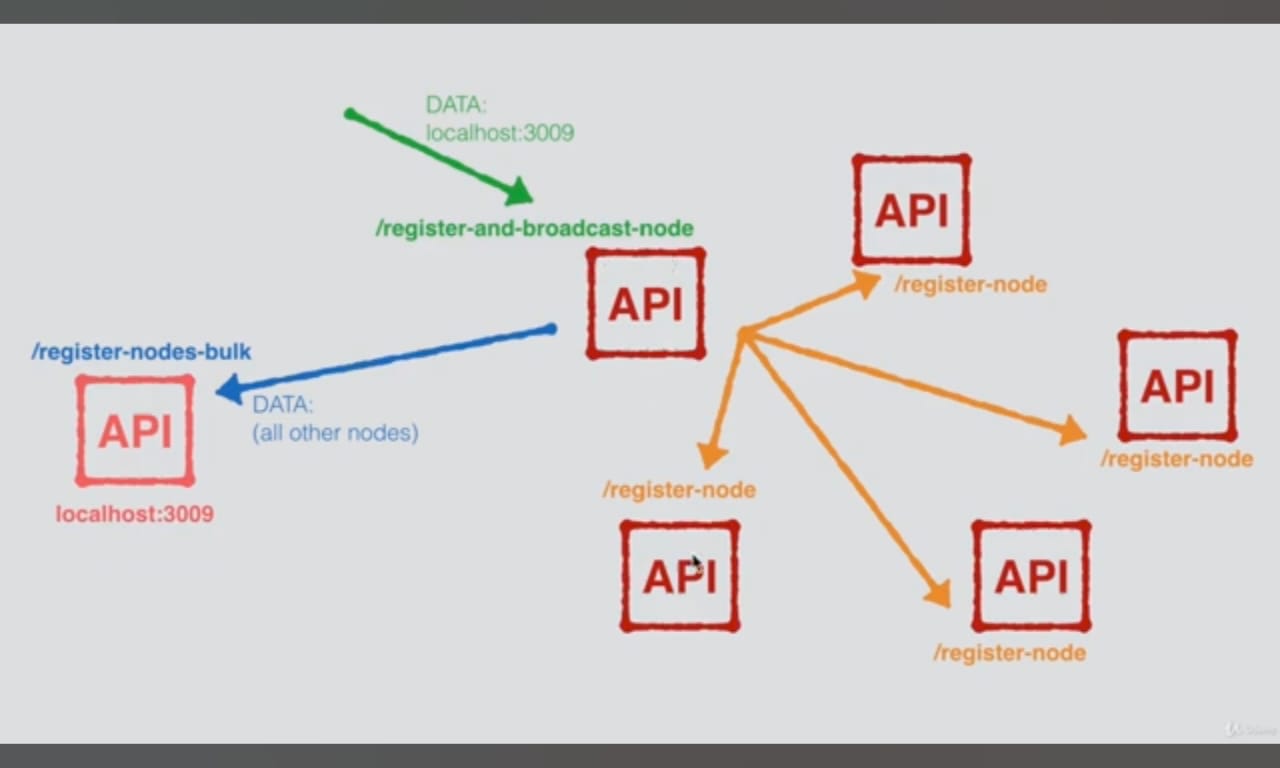 DATA:
localhost:3009
/register-and-broadcast-node
API
API
/register-node
/register-nodes-bulk
API
DATA:
(all other nodes)
localhost:3009
API
/register-node
/register-node
API
API
/register-node
Udemy